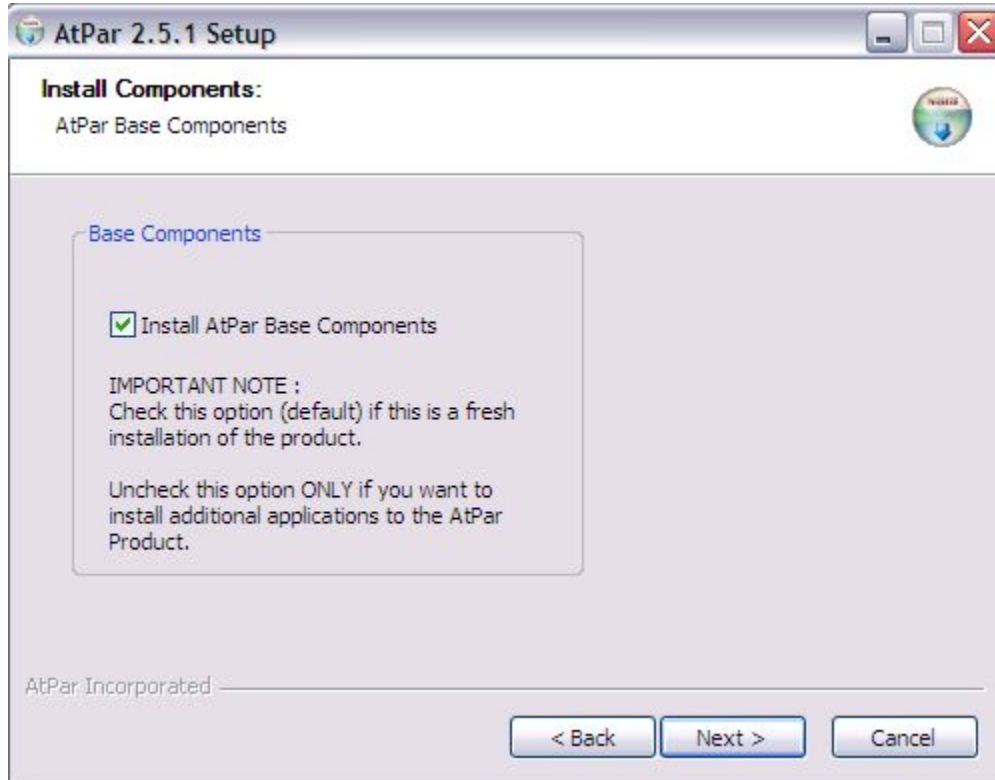 AtPar 2.5.1 Setup
Install Components:
AtPar Base Components
Base Components
Install AtPar Base Components
IMPORTANT NOTE :
Check this option (default) if this is a fresh
installation of the product.
Uncheck this option ONLY if you want to
install additional applications to the AtPar
Product.
AtPar Incorporated
< Back
Next >
Cancel